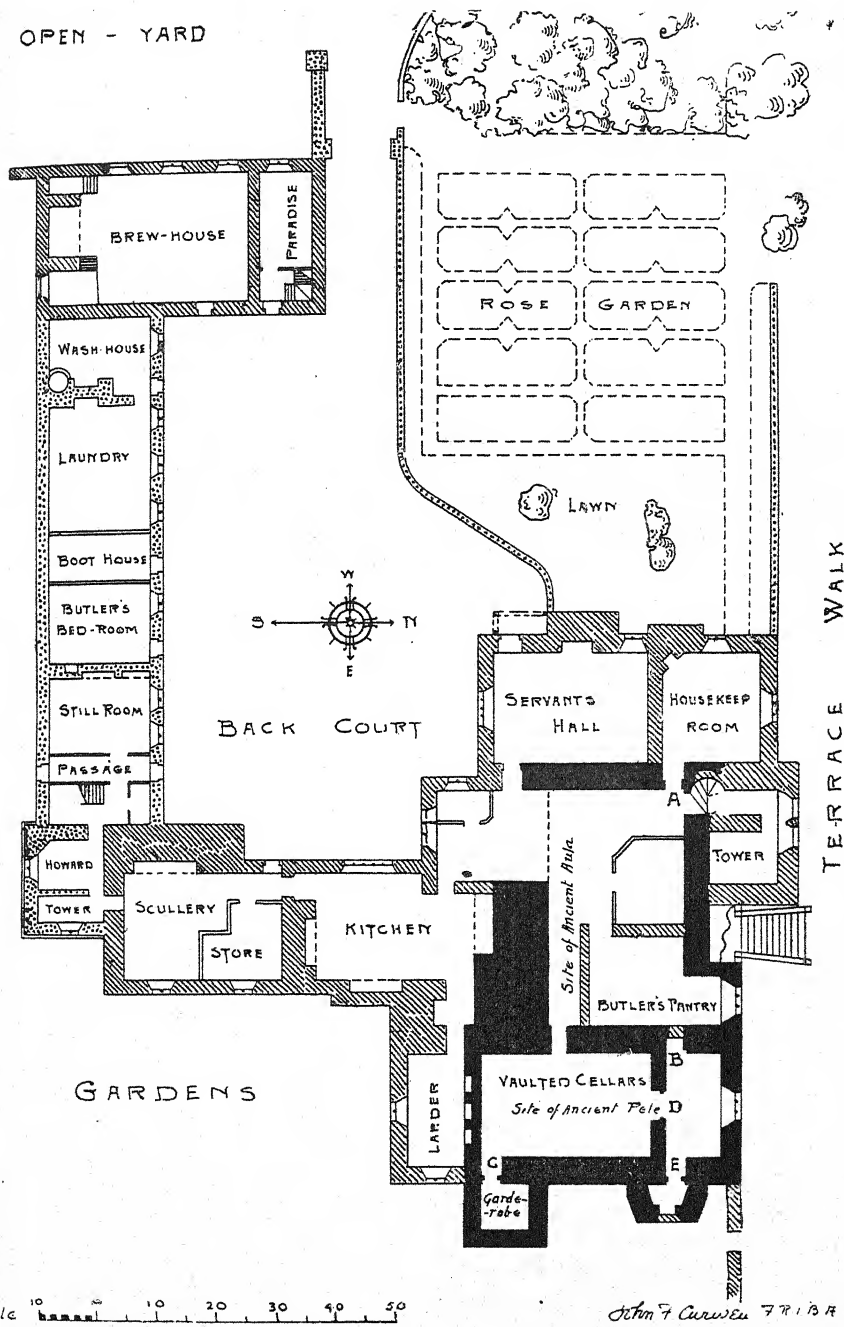 OPEN - YARD
PARADISE
BREW-HOUSE
ROSE GARDEN
WASH-HOUSE
LAUNDRY
LAWN
BOOT HOUSE
TERRACE WALK
BUTLER'S
BED-ROOM
W
S
N
E
SERVANTS
HALL
HOUSEKEEP
ROOM
STILL ROOM
BACK COURT
PASSAGE
A
HOWARD
TOWER
TOWER
Site of Ancient Aula
SCULLERY
KITCHEN
STORE
BUTLER'S PANTRY
B
VAULTED CELLARS
Site of Ancient Pele
D
GARDENS
LARDER
C
E
Garde-
-robe
10 0 10 20 30 40 50
John F Curwen F R I B A